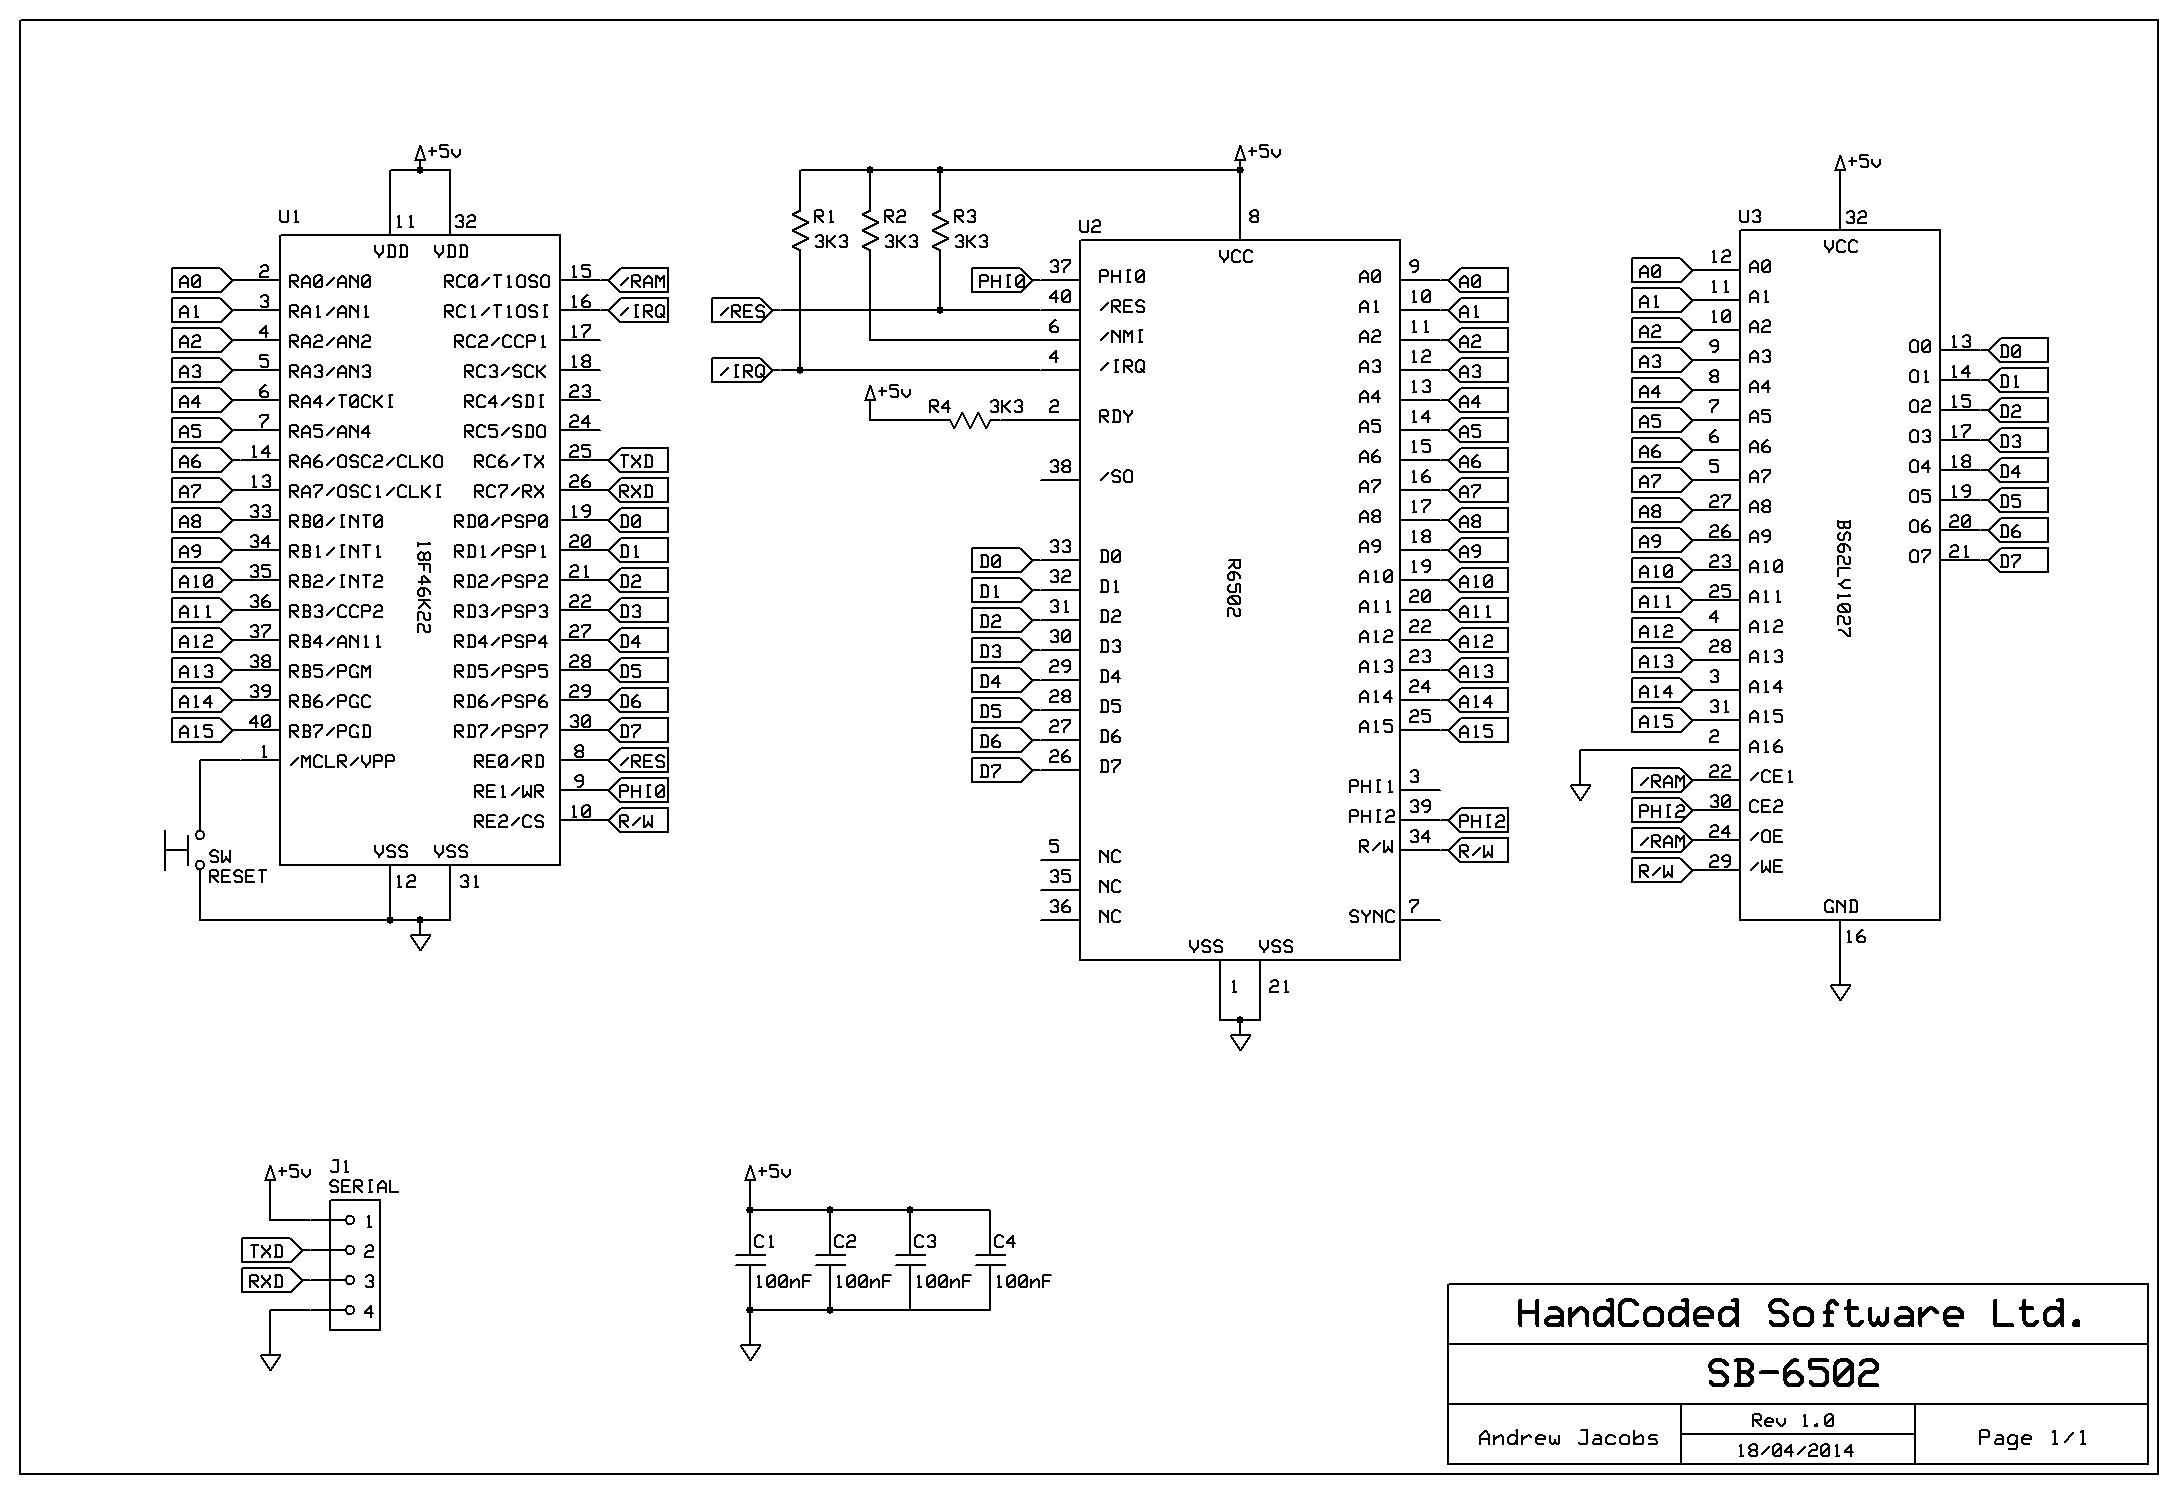 +5v
U1
11 32
VDD VDD
A0 2 RA0/AN0 RC0/T1OSO 15 /RAM
A1 3 RA1/AN1 RC1/T1OSI 16 /IRQ
A2 4 RA2/AN2 RC2/CCP1 17
A3 5 RA3/AN3 RC3/SCK 18
A4 6 RA4/T0CKI RC4/SDI 23
A5 7 RA5/AN4 RC5/SDO 24
A6 14 RA6/OSC2/CLKO RC6/TX 25 TXD
A7 13 RA7/OSC1/CLKI RC7/RX 26 RXD
A8 33 RB0/INT0 RD0/PSP0 19 D0
A9 34 RB1/INT1 RD1/PSP1 20 D1
A10 35 RB2/INT2 RD2/PSP2 21 D2
A11 36 RB3/CCP2 RD3/PSP3 22 D3
A12 37 RB4/AN11 RD4/PSP4 27 D4
A13 38 RB5/PGM RD5/PSP5 28 D5
A14 39 RB6/PGC RD6/PSP6 29 D6
A15 40 RB7/PGD RD7/PSP7 30 D7
1 /MCLR/VPP RE0/RD 8 /RES
RE1/WR 9 PHI0
RE2/CS 10 R/W
18F46K22
VSS VSS
12 31
SW
RESET
+5v
R1 R2 R3
3K3 3K3 3K3
U2
8
VCC
PHI0 37 PHI0
/RES 40 /RES
6 /NMI
/IRQ 4 /IRQ
+5v
R4 3K3 2 RDY
38 /SO
D0 33 D0
D1 32 D1
D2 31 D2
D3 30 D3
D4 29 D4
D5 28 D5
D6 27 D6
D7 26 D7
5 NC
35 NC
36 NC
R6502
A0 9 A0
A1 10 A1
A2 11 A2
A3 12 A3
A4 13 A4
A5 14 A5
A6 15 A6
A7 16 A7
A8 17 A8
A9 18 A9
A10 19 A10
A11 20 A11
A12 22 A12
A13 23 A13
A14 24 A14
A15 25 A15
PHI1 3
PHI2 39 PHI2
R/W 34 R/W
SYNC 7
VSS VSS
1 21
+5v
U3
32
VCC
A0 12 A0
A1 11 A1
A2 10 A2
A3 9 A3
A4 8 A4
A5 7 A5
A6 6 A6
A7 5 A7
A8 27 A8
A9 26 A9
A10 23 A10
A11 25 A11
A12 4 A12
A13 28 A13
A14 3 A14
A15 31 A15
2 A16
/RAM 22 /CE1
PHI2 30 CE2
/RAM 24 /OE
R/W 29 /WE
BS62LV1027
O0 13 D0
O1 14 D1
O2 15 D2
O3 17 D3
O4 18 D4
O5 19 D5
O6 20 D6
O7 21 D7
GND
16
+5v
J1
SERIAL
1
TXD 2
RXD 3
4
+5v
C1 C2 C3 C4
100nF 100nF 100nF 100nF
HandCoded Software Ltd.
SB-6502
Andrew Jacobs
Rev 1.0
18/04/2014
Page 1/1